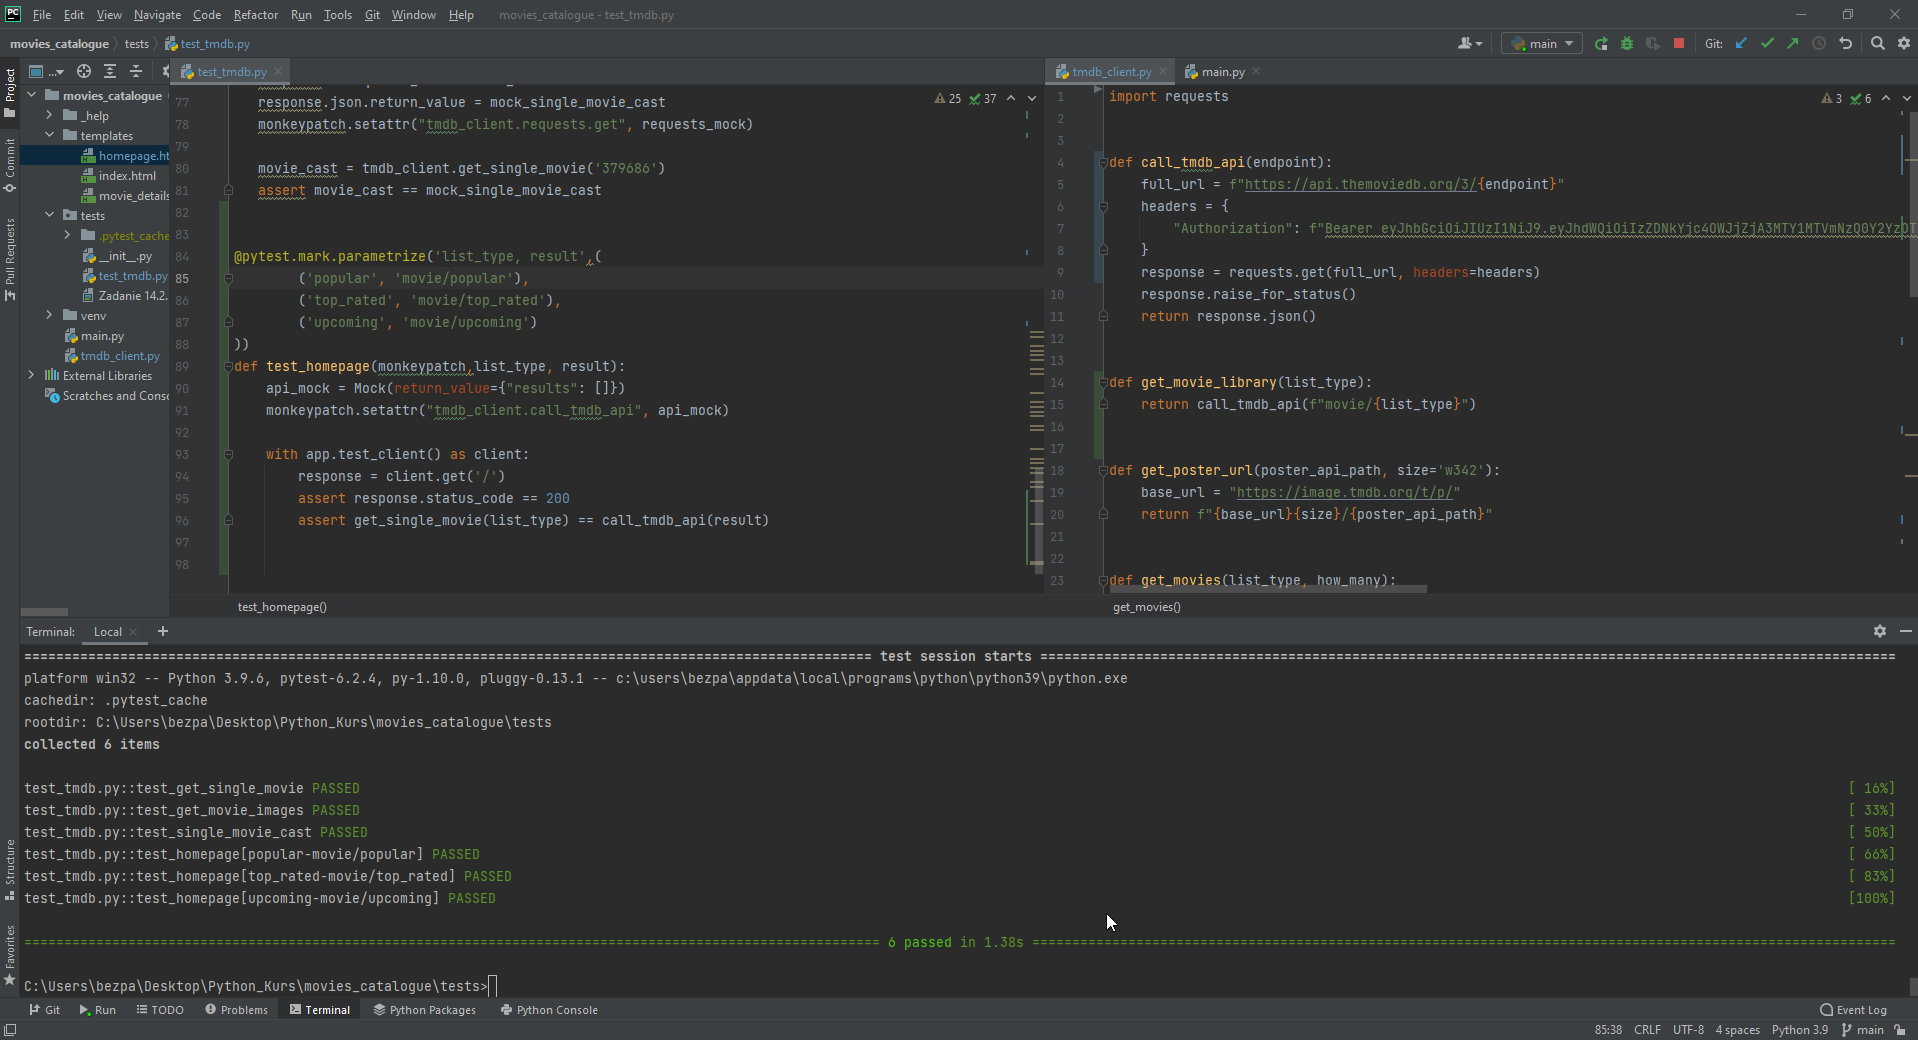 PC File Edit View Navigate Code Refactor Run Tools Git Window Help movies_catalogue - test_tmdb.py
movies_catalogue tests test_tmdb.py
main Git:
Project
Commit
Pull Request
Structure
Favorites
...
movies_catalogue
_help
templates
homepage.ht
index.html
movie_details
tests
.pytest_cache
__init__.py
test_tmdb.py
Zadanie 14.2.
venv
main.py
tmdb_client.py
External Libraries
Scratches and Conso
test_tmdb.py
25 37
77 response.json.return_value = mock_single_movie_cast
78 monkeypatch.setattr("tmdb_client.requests.get", requests_mock)
79
80 movie_cast = tmdb_client.get_single_movie('379686')
81 assert movie_cast == mock_single_movie_cast
82
83
84 @pytest.mark.parametrize('list_type, result',(
85 ('popular', 'movie/popular'),
86 ('top_rated', 'movie/top_rated'),
87 ('upcoming', 'movie/upcoming')
88 ))
89 def test_homepage(monkeypatch,list_type, result):
90 api_mock = Mock(return_value={"results": []})
91 monkeypatch.setattr("tmdb_client.call_tmdb_api", api_mock)
92
93 with app.test_client() as client:
94 response = client.get('/')
95 assert response.status_code == 200
96 assert get_single_movie(list_type) == call_tmdb_api(result)
97
98
test_homepage()
tmdb_client.py main.py
3 6
1 import requests
2
3
4 def call_tmdb_api(endpoint):
5 full_url = f"https://api.themoviedb.org/3/{endpoint}"
6 headers = {
7 "Authorization": f"Bearer
8 }
9 response = requests.get(full_url, headers=headers)
10 response.raise_for_status()
11 return response.json()
12
13
14 def get_movie_library(list_type):
15 return call_tmdb_api(f"movie/{list_type}")
16
17
18 def get_poster_url(poster_api_path, size='w342'):
19 base_url = "https://image.tmdb.org/t/p/"
20 return f"{base_url}{size}/{poster_api_path}"
21
22
23 def get_movies(list_type, how_many):
get_movies()
Terminal: Local
test session starts
platform win32 -- Python 3.9.6, pytest-6.2.4, py-1.10.0, pluggy-0.13.1 -- c:\users\bezpa\appdata\local\programs\python\python39\python.exe
cachedir: .pytest_cache
rootdir: C:\Users\bezpa\Desktop\Python_Kurs\movies_catalogue\tests
collected 6 items
test_tmdb.py::test_get_single_movie PASSED [ 16%]
test_tmdb.py::test_get_movie_images PASSED [ 33%]
test_tmdb.py::test_single_movie_cast PASSED [ 50%]
test_tmdb.py::test_homepage[popular-movie/popular] PASSED [ 66%]
test_tmdb.py::test_homepage[top_rated-movie/top_rated] PASSED [ 83%]
test_tmdb.py::test_homepage[upcoming-movie/upcoming] PASSED [100%]
6 passed in 1.38s
C:\Users\bezpa\Desktop\Python_Kurs\movies_catalogue\tests>
Git Run TODO Problems Terminal Python Packages Python Console Event Log
85:38 CRLF UTF-8 4 spaces Python 3.9 main